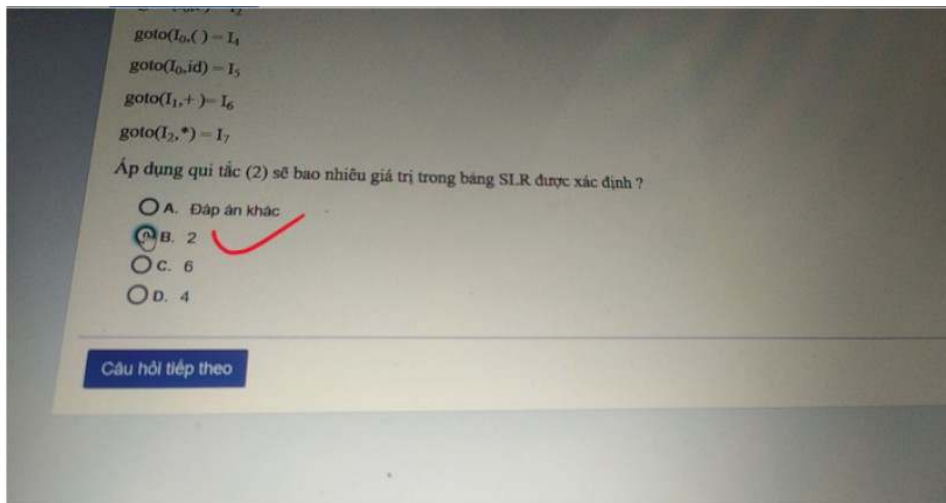 goto(I₀,( ) = I₄
goto(I₀,id) = I₅
goto(I₁,+ )= I₆
goto(I₂,*) = I₇
Áp dụng qui tắc (2) sẽ bao nhiêu giá trị trong bảng SLR được xác định ?
A. Đáp án khác
B. 2
C. 6
D. 4
Câu hỏi tiếp theo